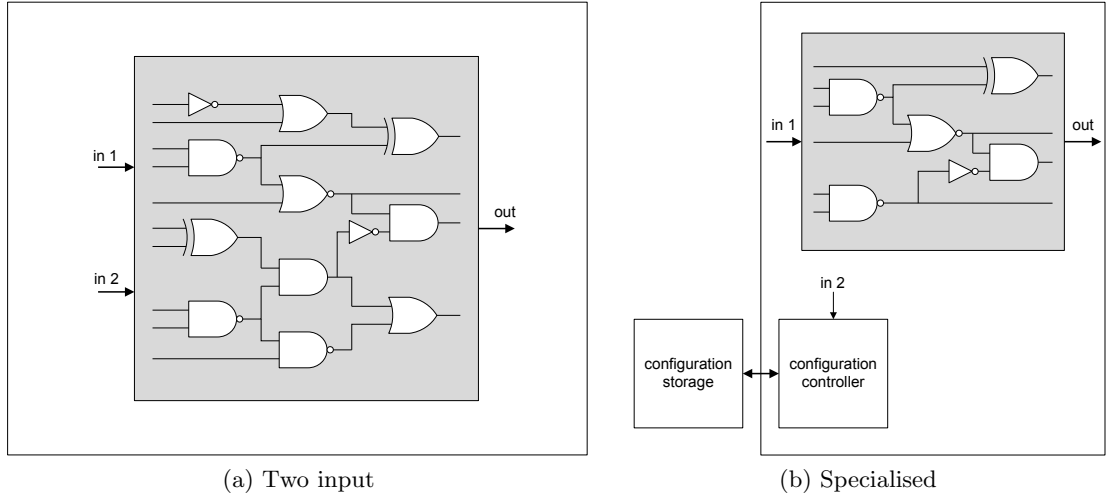 in 1
in 2
out
(a) Two input
in 1
out
in 2
configuration
storage
configuration
controller
(b) Specialised